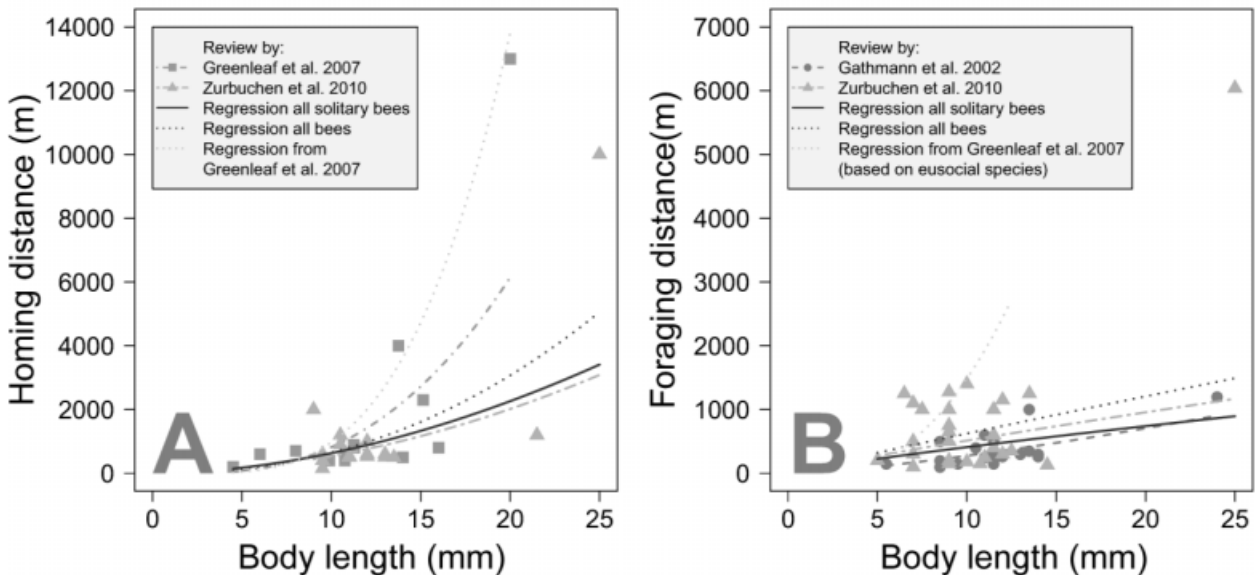 14000
12000
10000
8000
6000
4000
2000
0
Homing distance (m)
Review by:
Greenleaf et al. 2007
Zurbuchen et al. 2010
Regression all solitary bees
Regression all bees
Regression from
Greenleaf et al. 2007
A
0 5 10 15 20 25
Body length (mm)
7000
6000
5000
4000
3000
2000
1000
0
Foraging distance(m)
Review by:
Gathmann et al. 2002
Zurbuchen et al. 2010
Regression all solitary bees
Regression all bees
Regression from Greenleaf et al. 2007
(based on eusocial species)
B
0 5 10 15 20 25
Body length (mm)